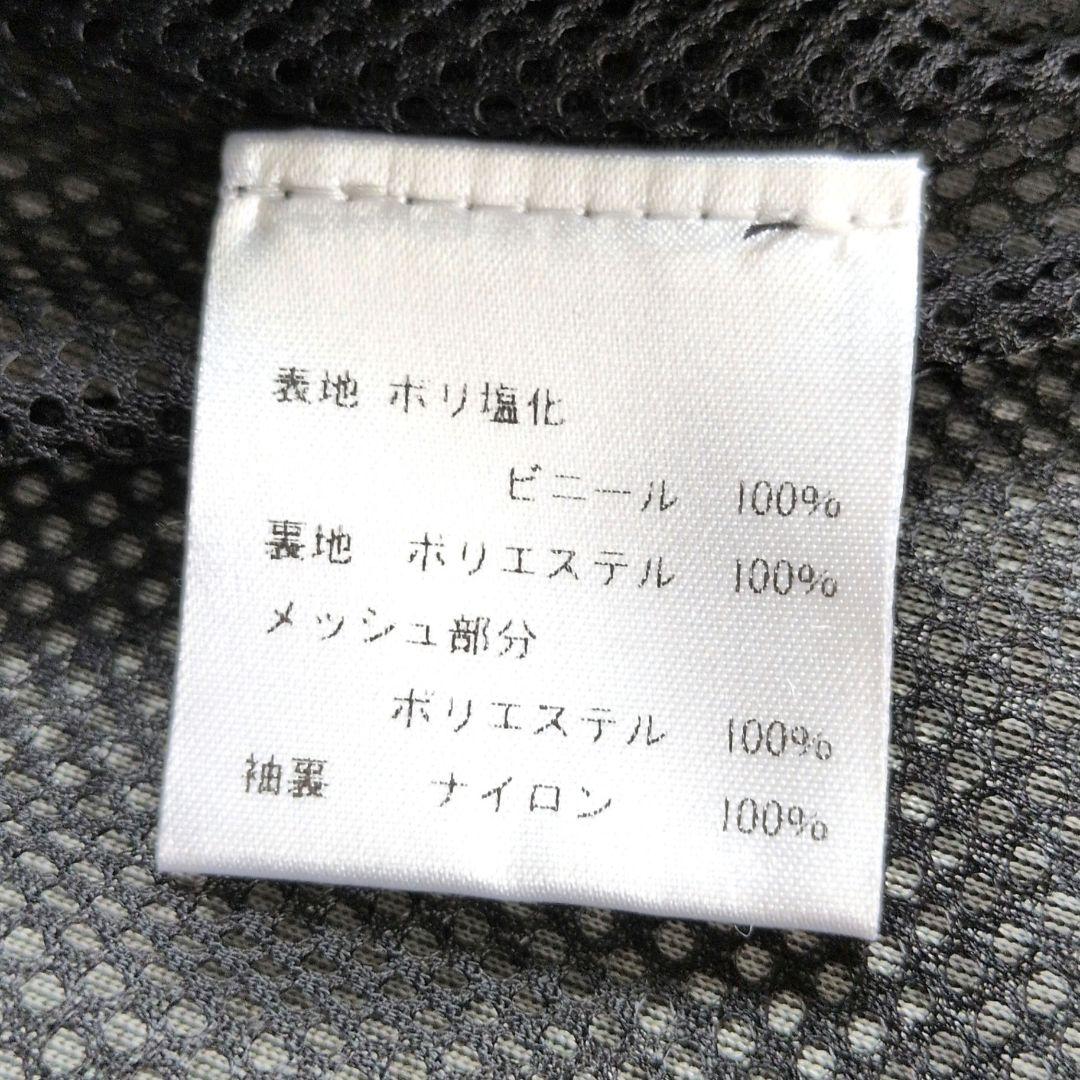 表地 ポリ塩化
ビニール 100%
裏地 ポリエステル 100%
メッシュ部分
ポリエステル 100%
袖裏 ナイロン 100%